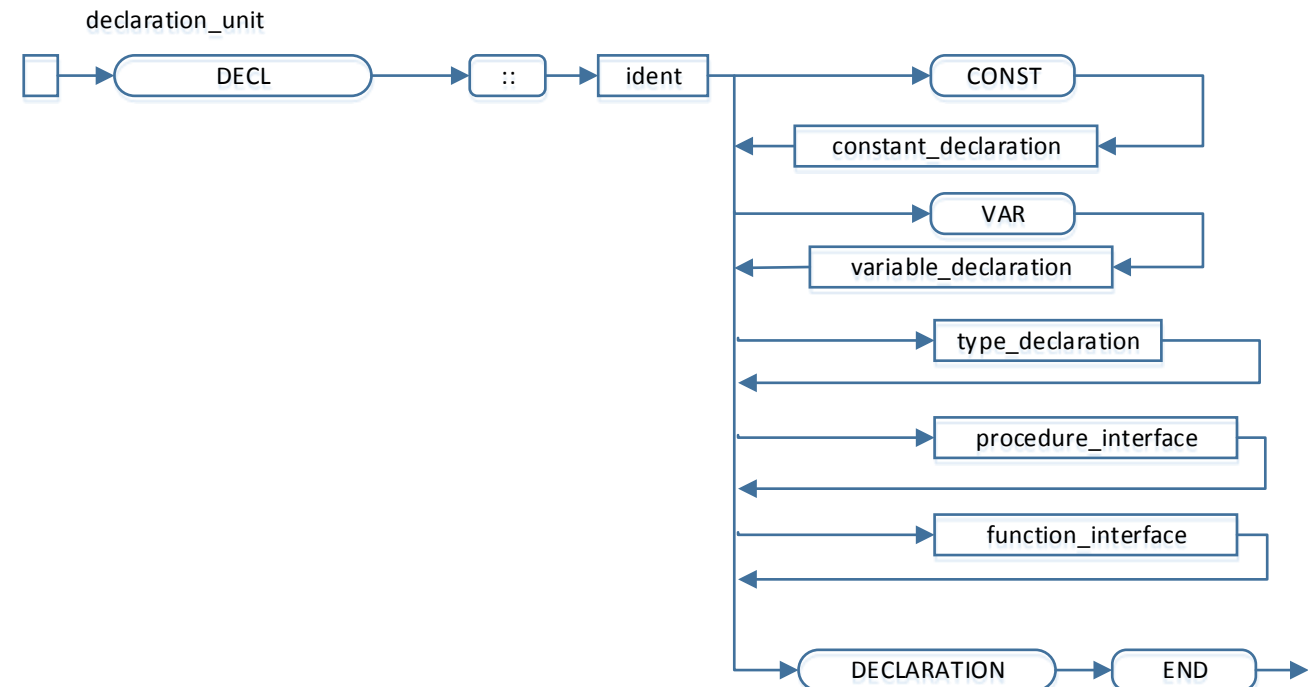 declaration_unit
DECL :: ident CONST
constant_declaration
VAR
variable_declaration
type_declaration
procedure_interface
function_interface
DECLARATION END